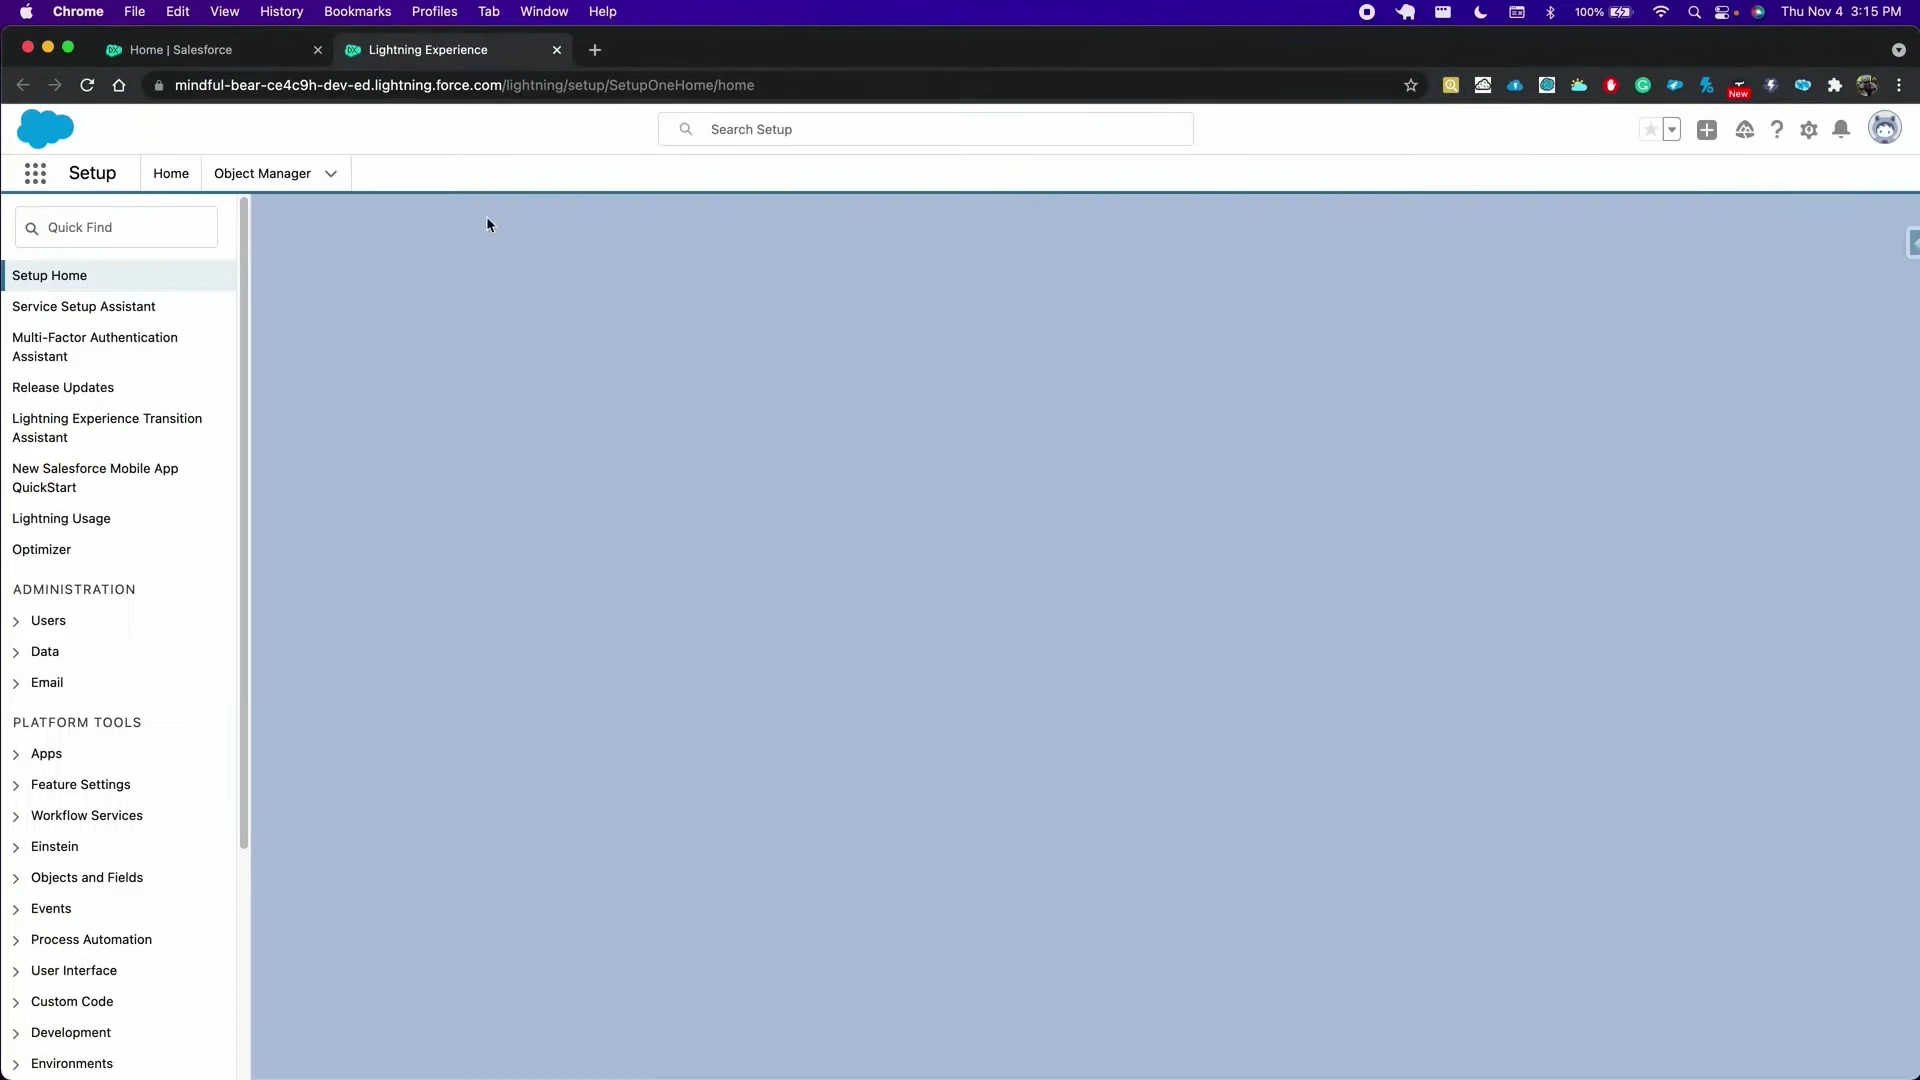 Chrome File Edit View History Bookmarks Profiles Tab Window Help 100% Thu Nov 4 3:15 PM
Home | Salesforce Lightning Experience
mindful-bear-ce4c9h-dev-ed.lightning.force.com/lightning/setup/SetupOneHome/home New
Search Setup
Setup Home Object Manager
Quick Find
Setup Home
Service Setup Assistant
Multi-Factor Authentication
Assistant
Release Updates
Lightning Experience Transition
Assistant
New Salesforce Mobile App
QuickStart
Lightning Usage
Optimizer
ADMINISTRATION
Users
Data
Email
PLATFORM TOOLS
Apps
Feature Settings
Workflow Services
Einstein
Objects and Fields
Events
Process Automation
User Interface
Custom Code
Development
Environments